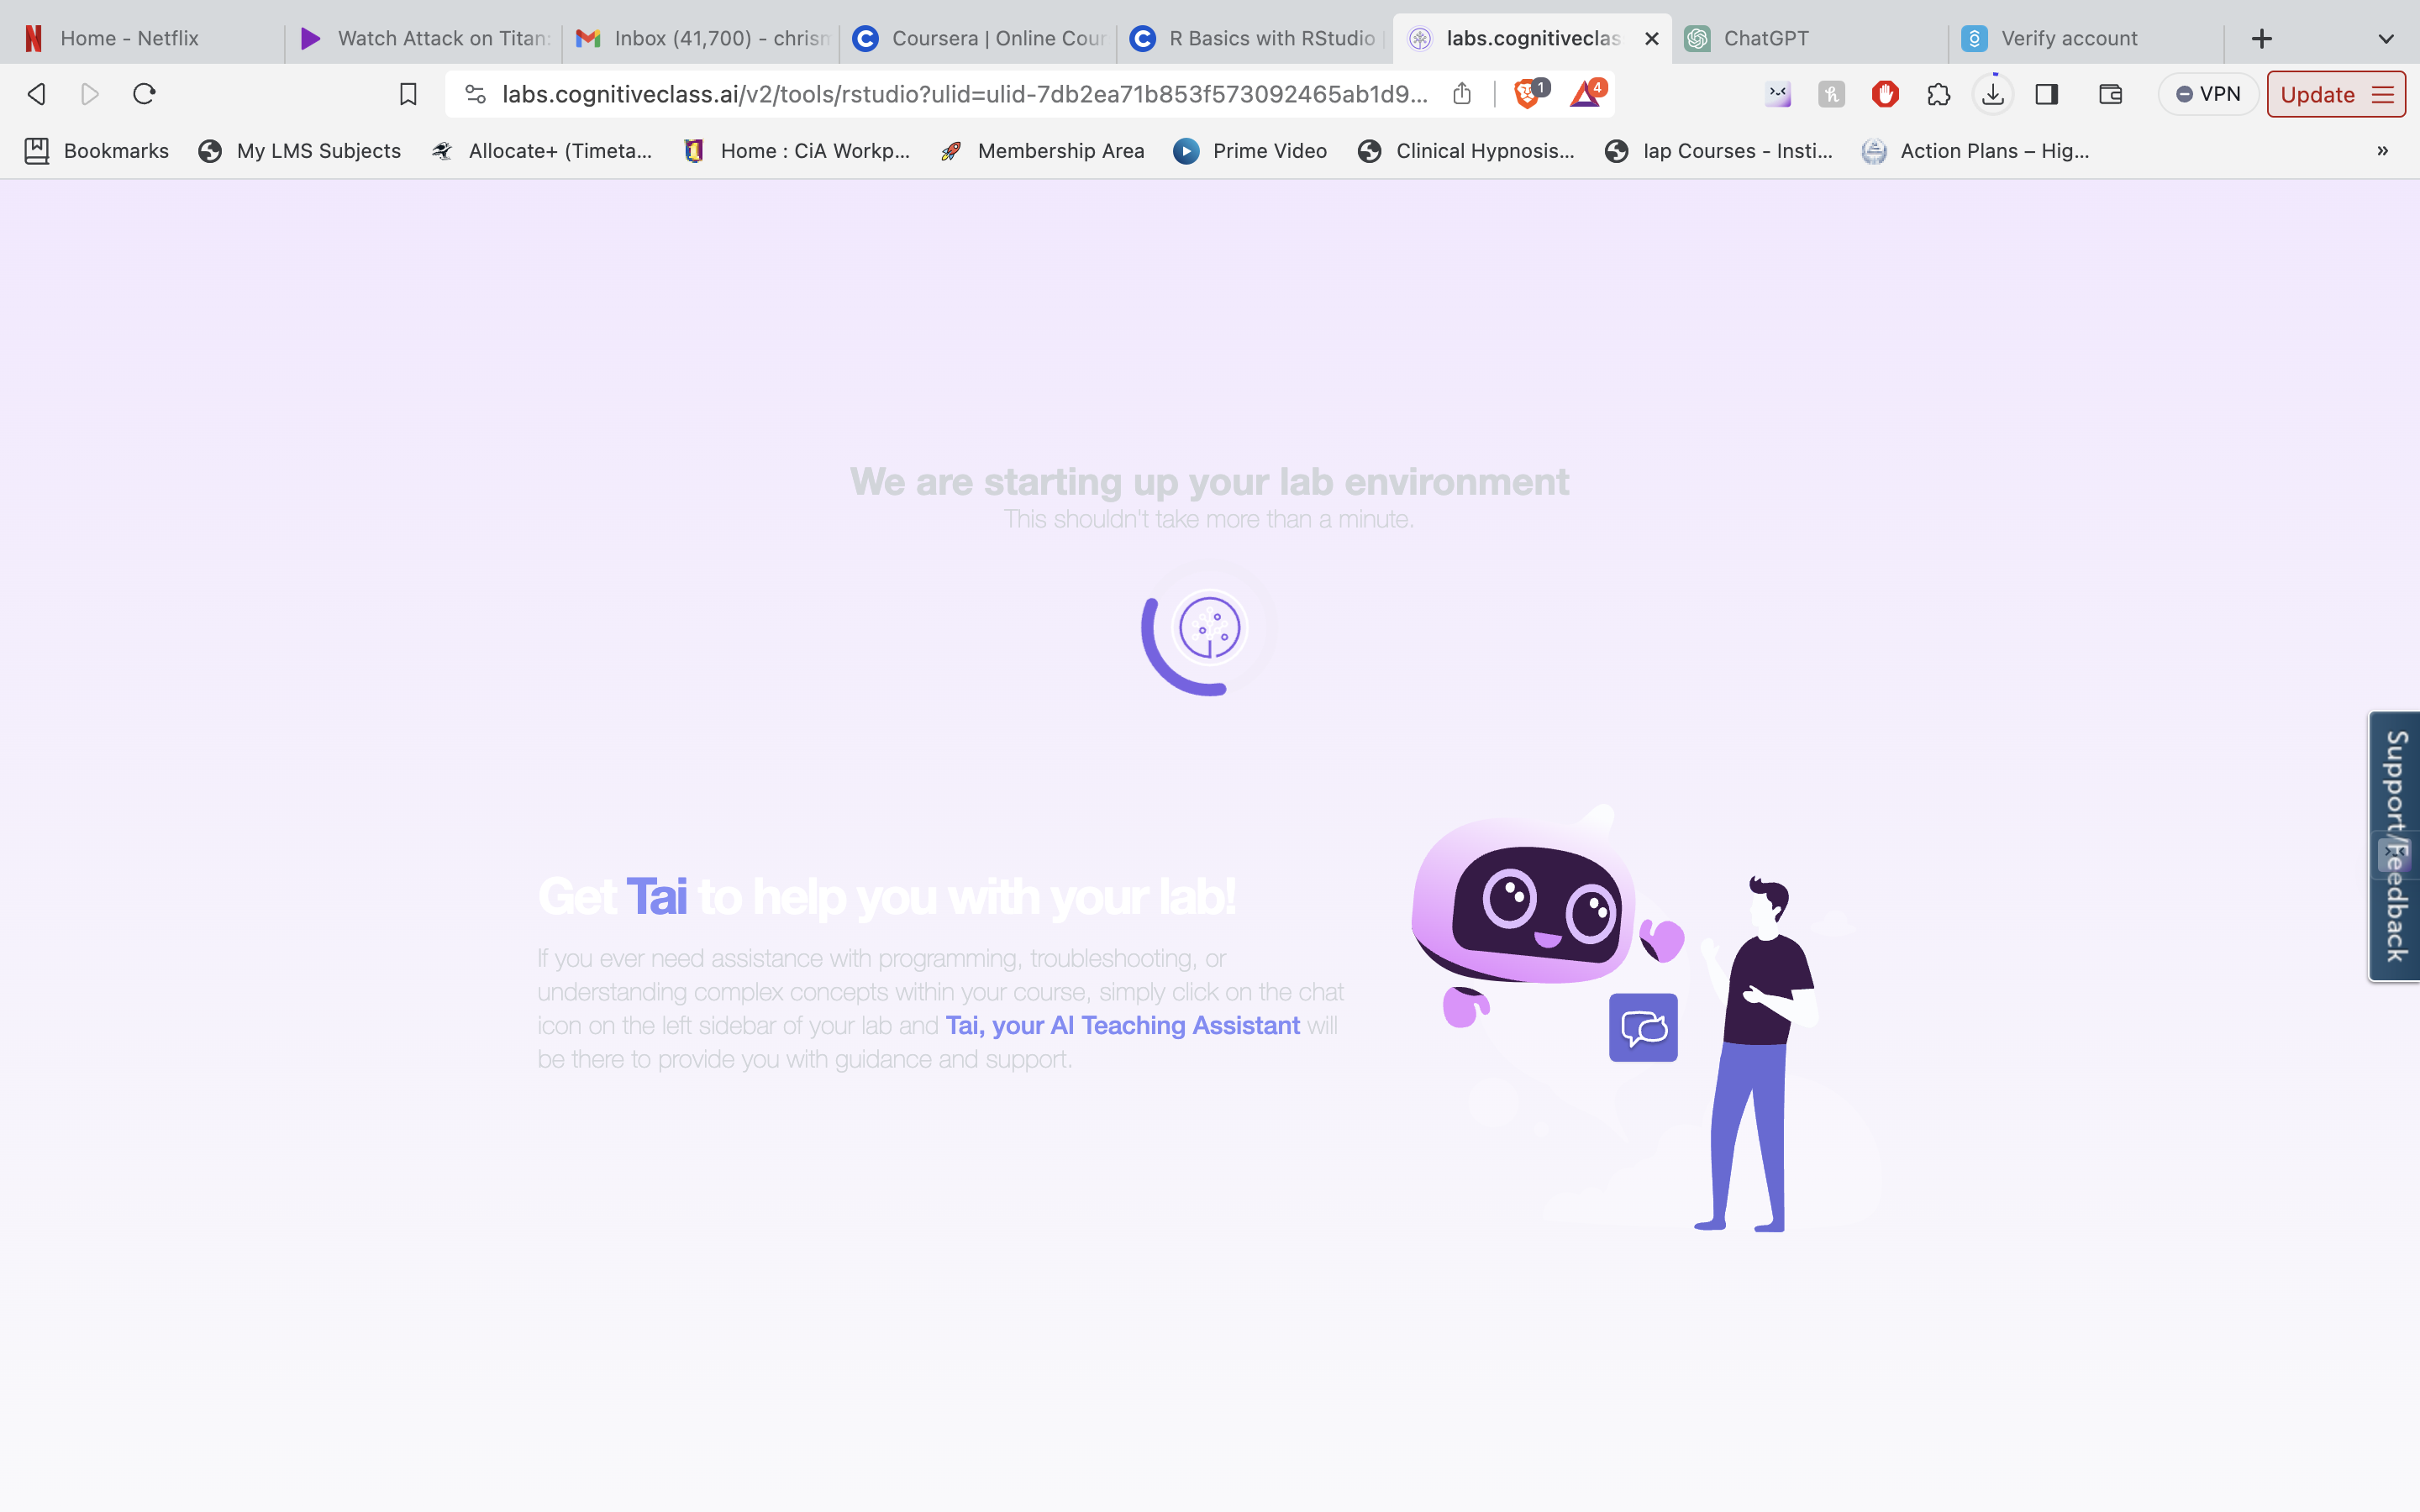 Home - Netflix
Watch Attack on Titan:
Inbox (41,700) - chrism
Coursera | Online Cour
R Basics with RStudio
labs.cognitiveclas
ChatGPT
Verify account
labs.cognitiveclass.ai/v2/tools/rstudio?ulid=ulid-7db2ea71b853f573092465ab1d9...
1
4
VPN
Update
Bookmarks
My LMS Subjects
Allocate+ (Timeta...
Home : CiA Workp...
Membership Area
Prime Video
Clinical Hypnosis...
Iap Courses - Insti...
Action Plans – Hig...
»
We are starting up your lab environment
This shouldn't take more than a minute.
Support/Feedback
Get Tai to help you with your lab!
If you ever need assistance with programming, troubleshooting, or
understanding complex concepts within your course, simply click on the chat
icon on the left sidebar of your lab and Tai, your AI Teaching Assistant will
be there to provide you with guidance and support.